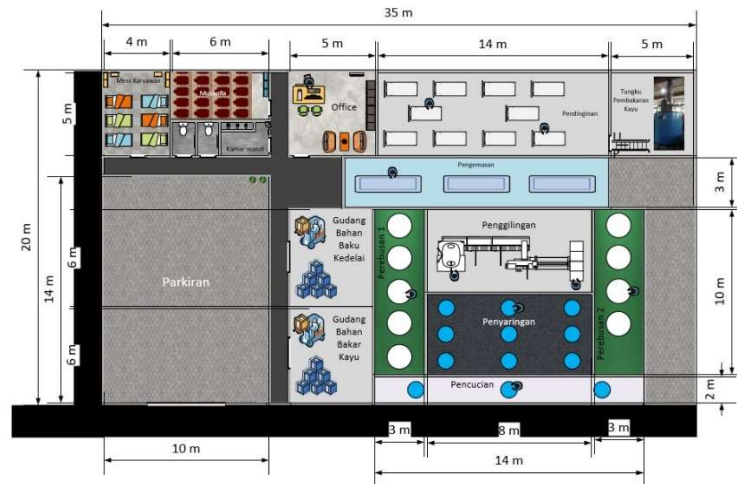 35 m
4 m
6 m
5 m
14 m
5 m
Mess Karyawan
Mushola
Office
Pendinginan
Tungku
Pembakaran
Kayu
Kamar mandi
5 m
Pengemasan
3 m
20 m
14 m
6 m
6 m
Parkiran
Gudang
Bahan
Baku
Kedelai
Perebusan 1
Penggilingan
Perebusan 2
10 m
Gudang
Bahan
Bakar
Kayu
Penyaringan
Pencucian
2 m
3 m
8 m
3 m
10 m
14 m